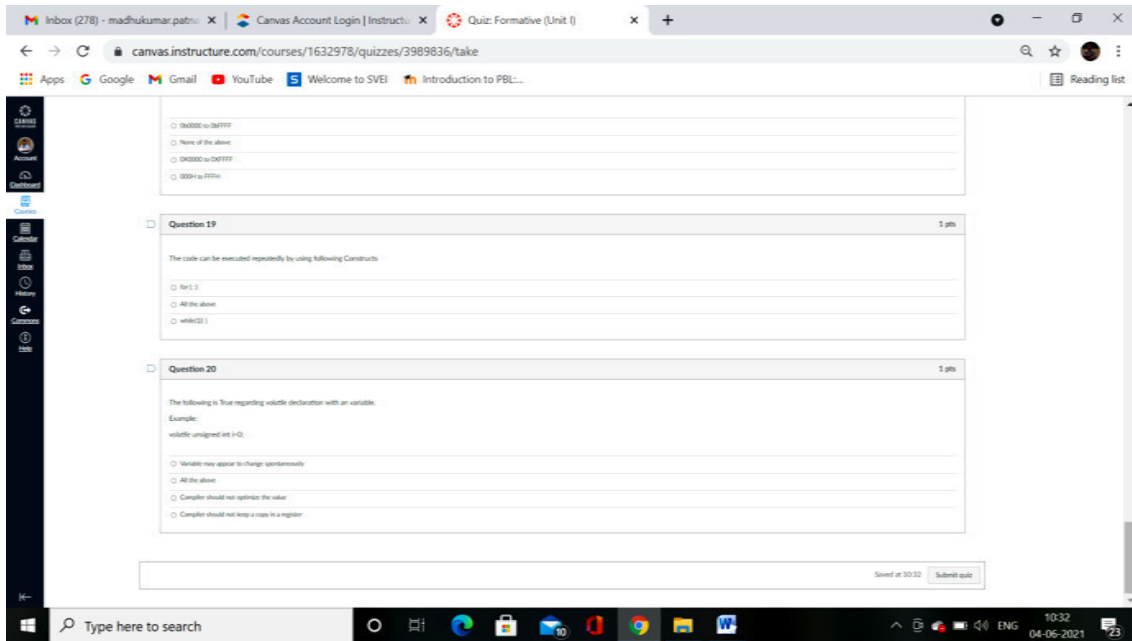 Inbox (278) - madhukumar.patna
Canvas Account Login | Instructu
Quiz: Formative (Unit I)
canvas.instructure.com/courses/1632978/quizzes/3989836/take
Apps
Google
Gmail
YouTube
Welcome to SVEI
Introduction to PBL:...
Reading list
CANVAS
Account
Dashboard
Courses
Calendar
Inbox
History
Commons
Help
0b0000 to 0bFFFF
None of the above
0X0000 to 0XFFFF
000H to FFFH
Question 19
1 pts
The code can be executed repeatedly by using following Constructs
All the above
Question 20
1 pts
The following is True regarding volatile declaration with an variable.
Example:
volatile unsigned int i=0;
Variable may appear to change spontaneously
All the above
Compiler should not optimize the value
Compiler should not keep a copy in a register
Saved at 10:32
Submit quiz
Type here to search
10
ENG
10:32
04-06-2021
23